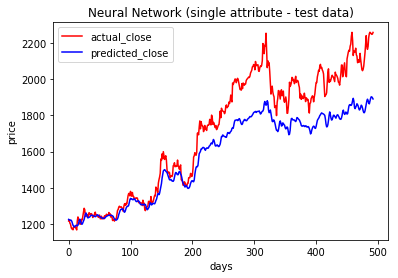 Neural Network (single attribute - test data)
actual_close
predicted_close
price
2200
2000
1800
1600
1400
1200
0 100 200 300 400 500
days